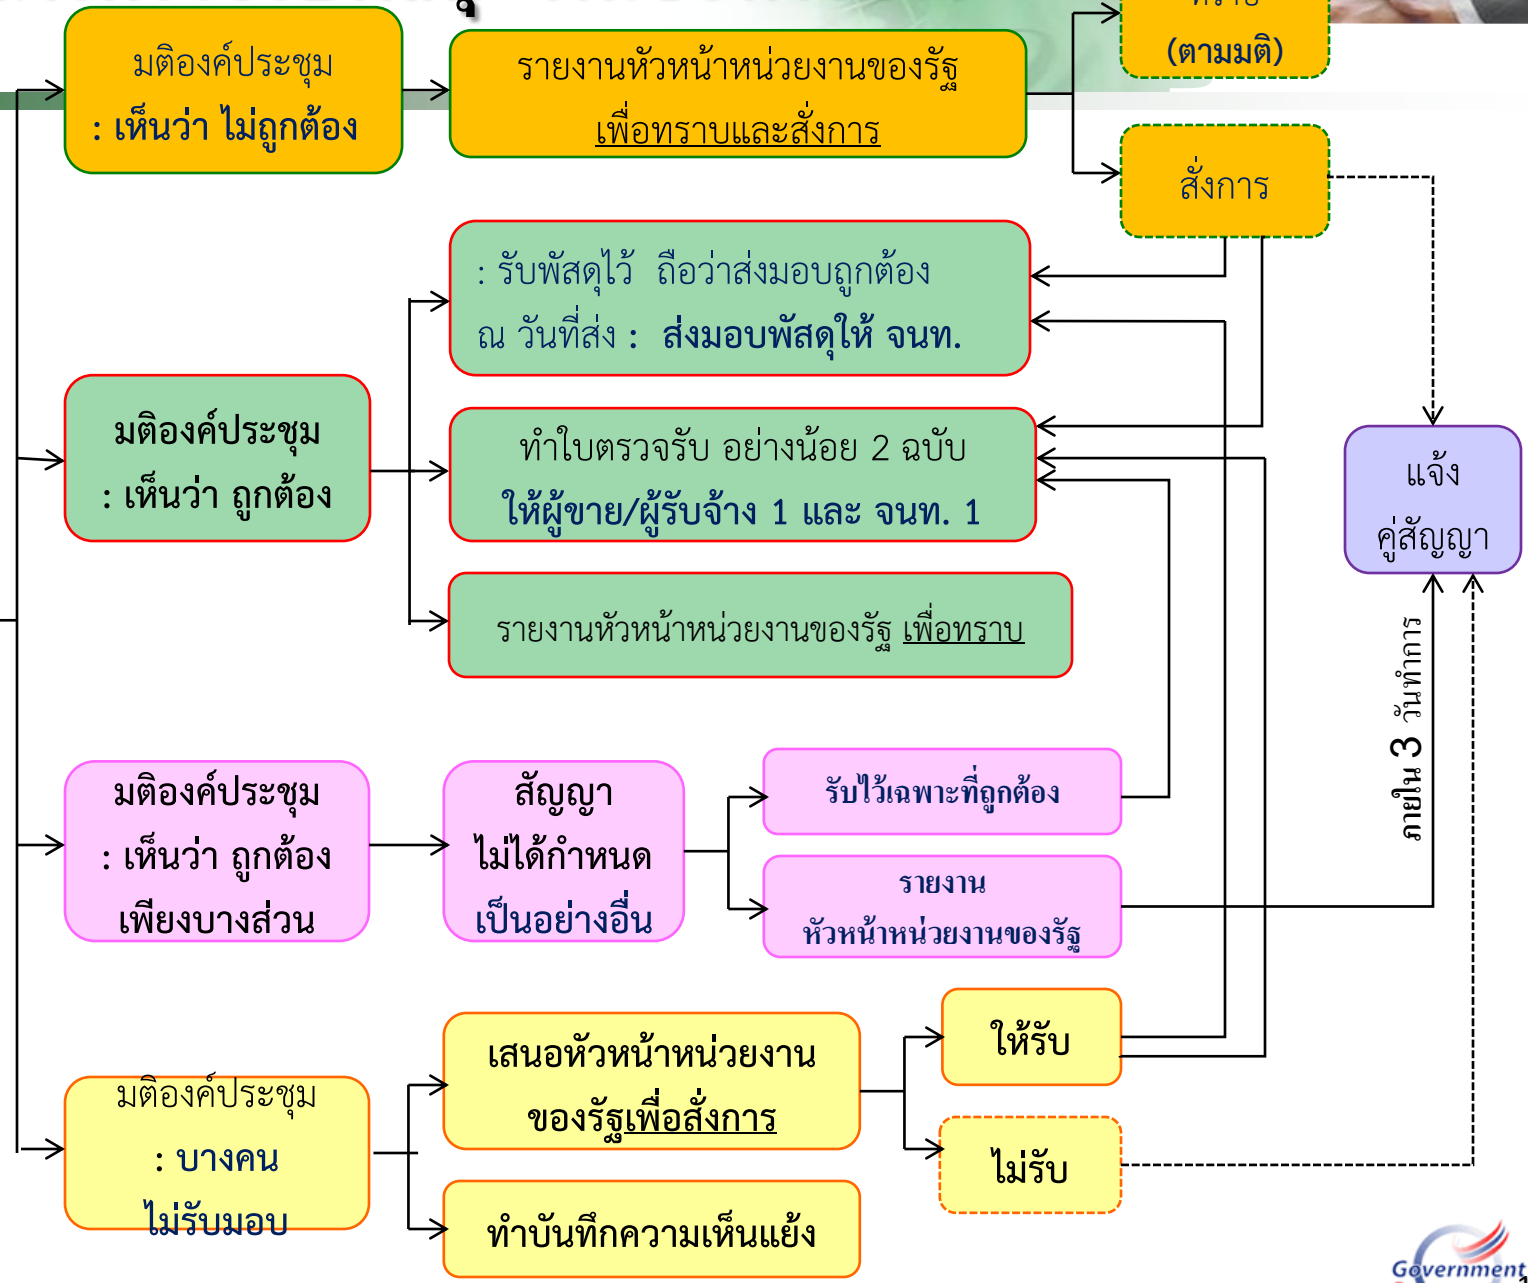 มติองค์ประชุม
: เห็นว่า ไม่ถูกต้อง
รายงานหัวหน้าหน่วยงานของรัฐ
เพื่อทราบและสั่งการ
(ตามมติ)
สั่งการ
: รับพัสดุไว้ ถือว่าส่งมอบถูกต้อง
ณ วันที่ส่ง : ส่งมอบพัสดุให้ จนท.
มติองค์ประชุม
: เห็นว่า ถูกต้อง
ทำใบตรวจรับ อย่างน้อย 2 ฉบับ
ให้ผู้ขาย/ผู้รับจ้าง 1 และ จนท. 1
แจ้ง
คู่สัญญา
รายงานหัวหน้าหน่วยงานของรัฐ เพื่อทราบ
ภายใน 3 วันทำการ
มติองค์ประชุม
: เห็นว่า ถูกต้อง
เพียงบางส่วน
สัญญา
ไม่ได้กำหนด
เป็นอย่างอื่น
รับไว้เฉพาะที่ถูกต้อง
รายงาน
หัวหน้าหน่วยงานของรัฐ
มติองค์ประชุม
: บางคน
ไม่รับมอบ
เสนอหัวหน้าหน่วยงาน
ของรัฐเพื่อสั่งการ
ให้รับ
ไม่รับ
ทำบันทึกความเห็นแย้ง
Government